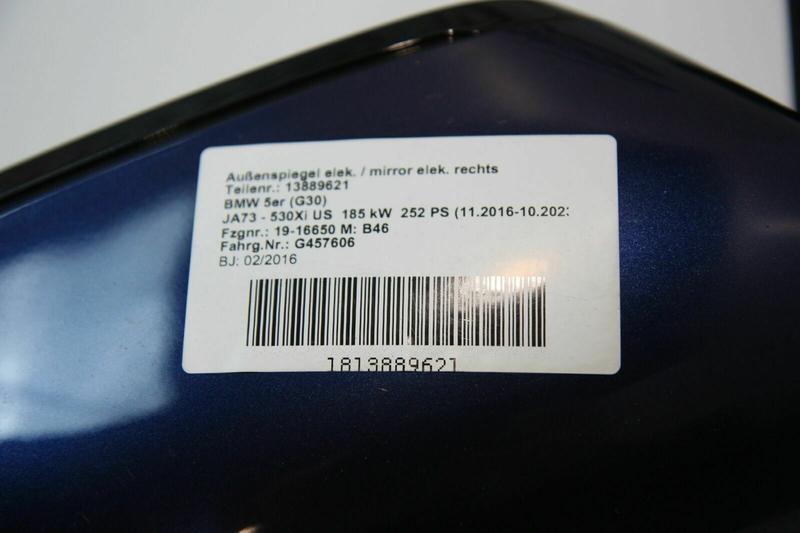 Außenspiegel elek. / mirror elek. rechts
Teilenr.: 13889621
BMW 5er (G30)
JA73 - 530Xi US 185 kW 252 PS (11.2016-10.202
Fzgnr.: 19-16650 M: B46
Fahrg.Nr.: G457606
BJ: 02/2016
1813889621